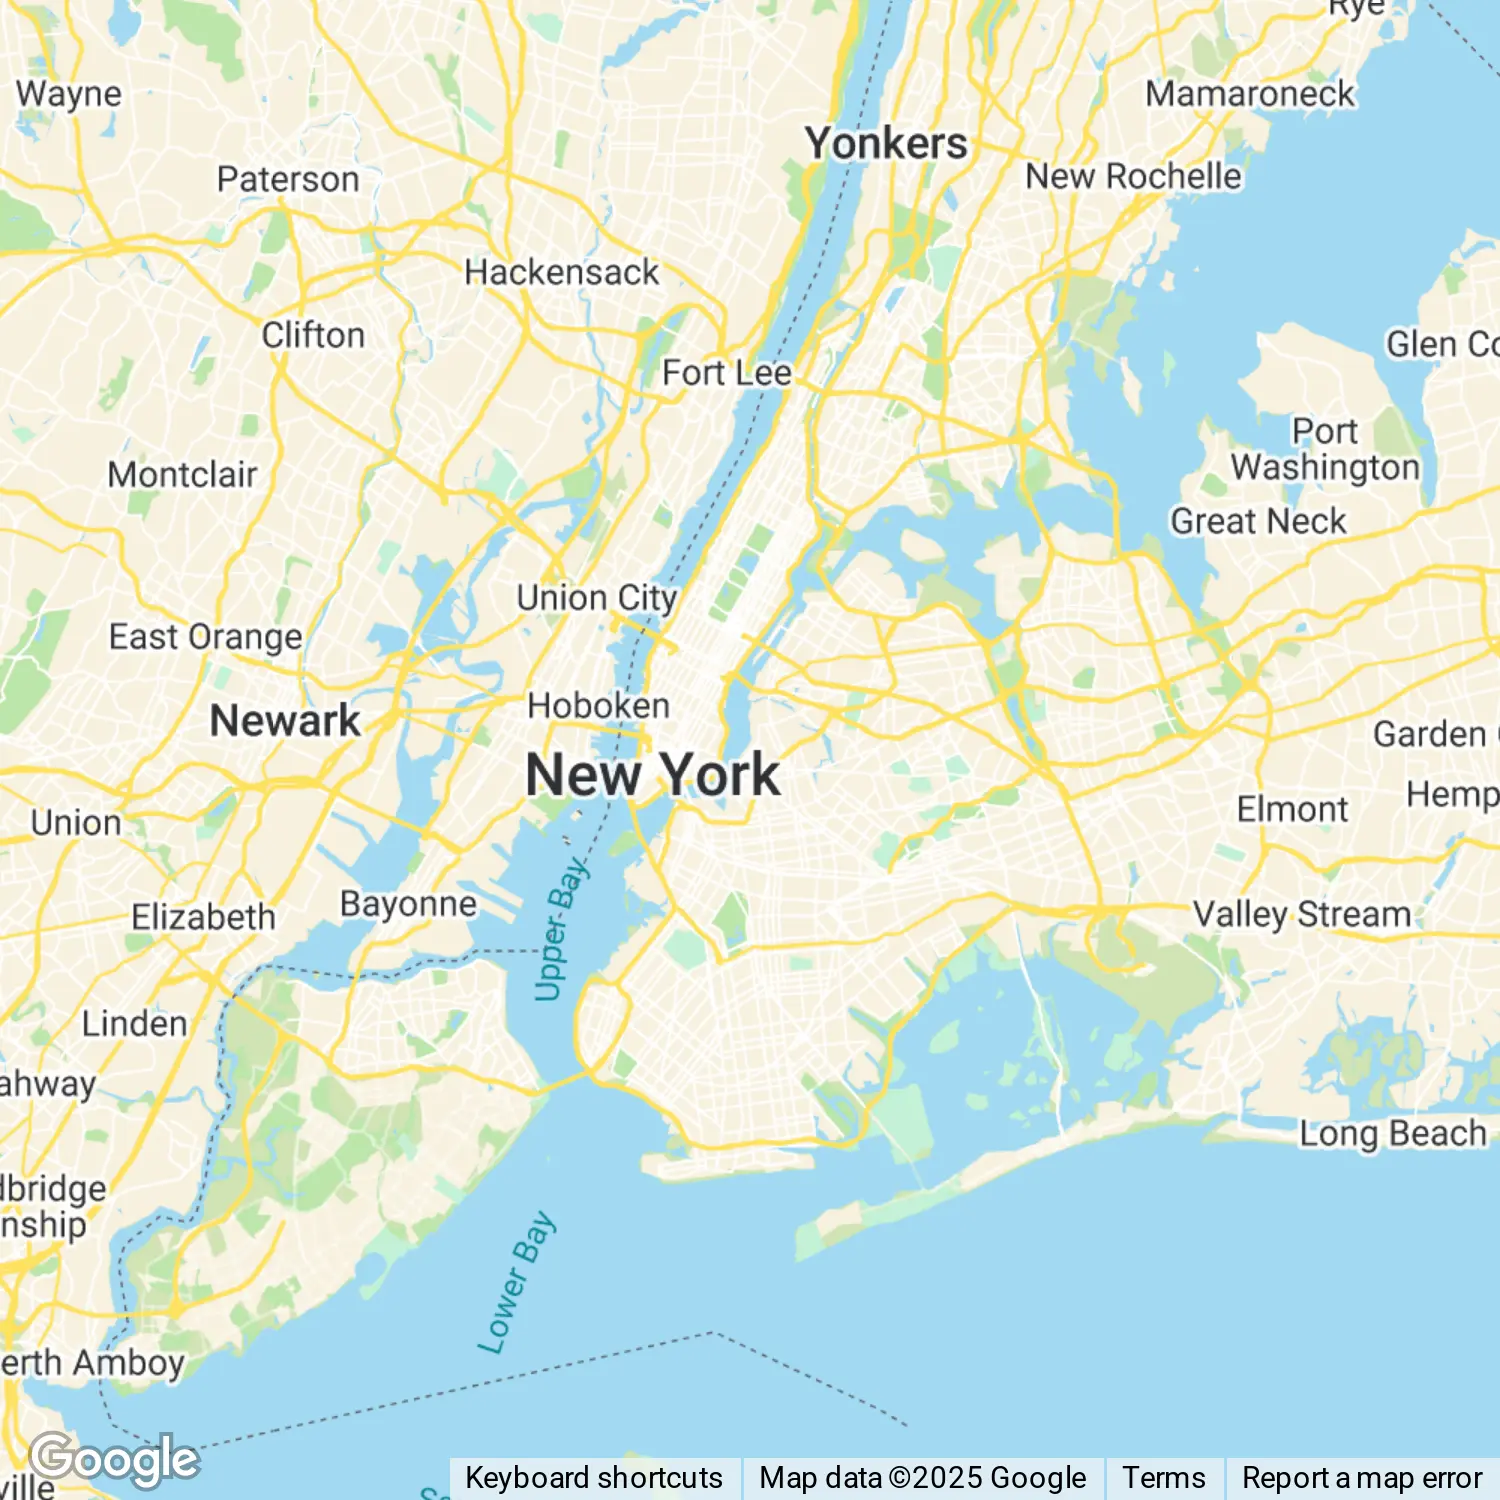 Rye
Wayne
Mamaroneck
Yonkers
Paterson
New Rochelle
Hackensack
Clifton
Glen Co
Fort Lee
Port
Washington
Montclair
Great Neck
Union City
East Orange
Hoboken
Newark
Garden
New York
Hemp
Elmont
Union
Upper Bay
Bayonne
Elizabeth
Valley Stream
Linden
ahway
Long Beach
dbridge
nship
Lower Bay
erth Amboy
Google
ville
Keyboard shortcuts
Map data ©2025 Google
Terms
Report a map error